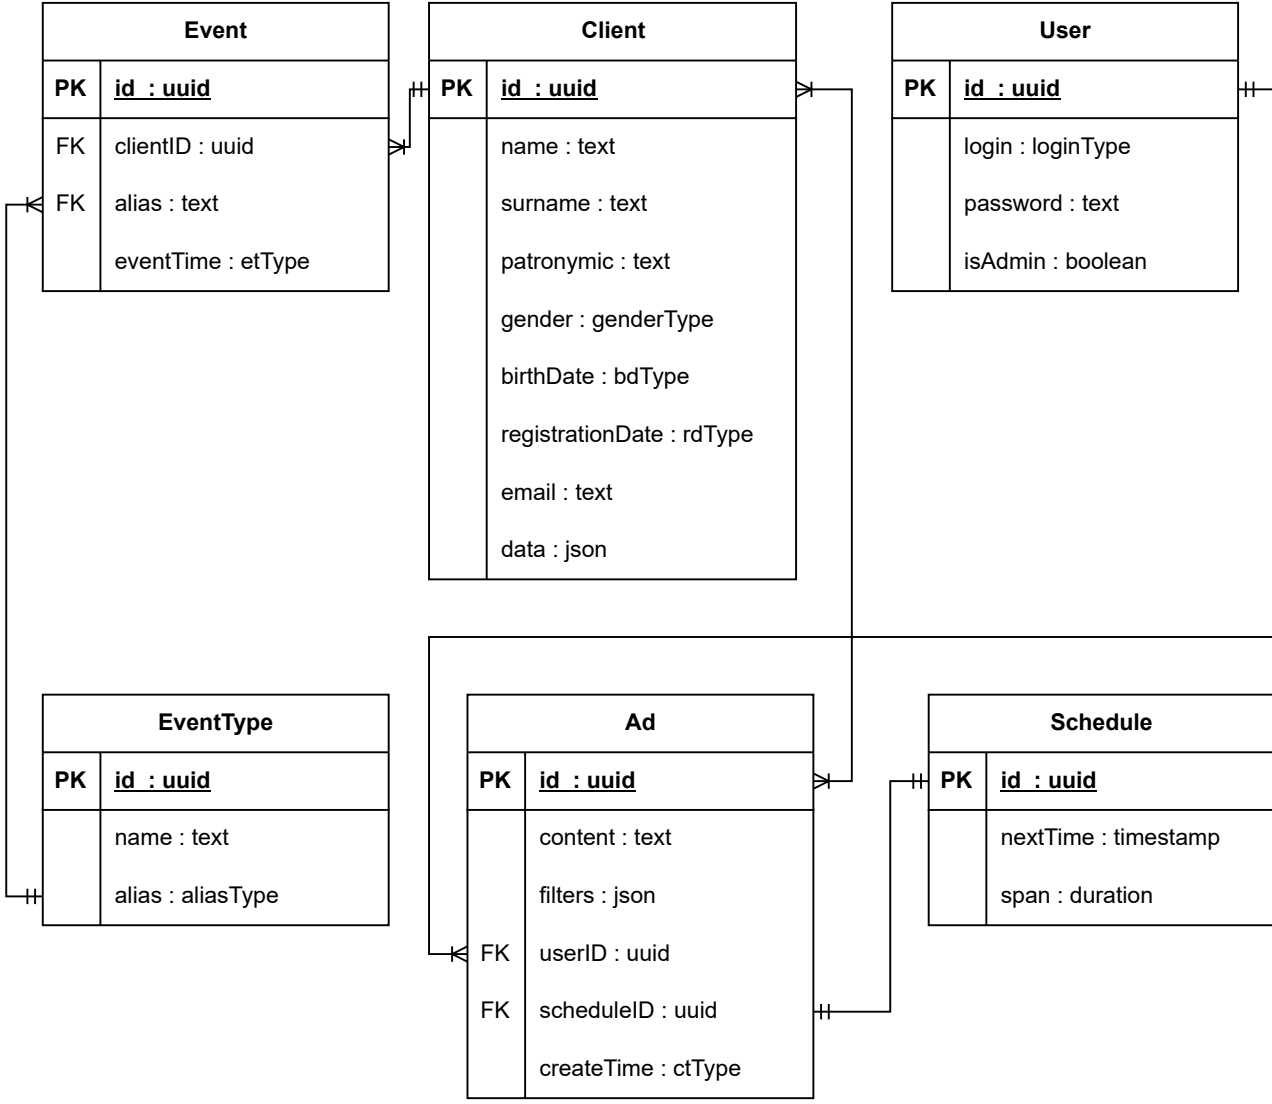 Event
PK id : uuid
FK clientID : uuid
FK alias : text
eventTime : etType
Client
PK id : uuid
name : text
surname : text
patronymic : text
gender : genderType
birthDate : bdType
registrationDate : rdType
email : text
data : json
User
PK id : uuid
login : loginType
password : text
isAdmin : boolean
EventType
PK id : uuid
name : text
alias : aliasType
Ad
PK id : uuid
content : text
filters : json
FK userID : uuid
FK scheduleID : uuid
createTime : ctType
Schedule
PK id : uuid
nextTime : timestamp
span : duration